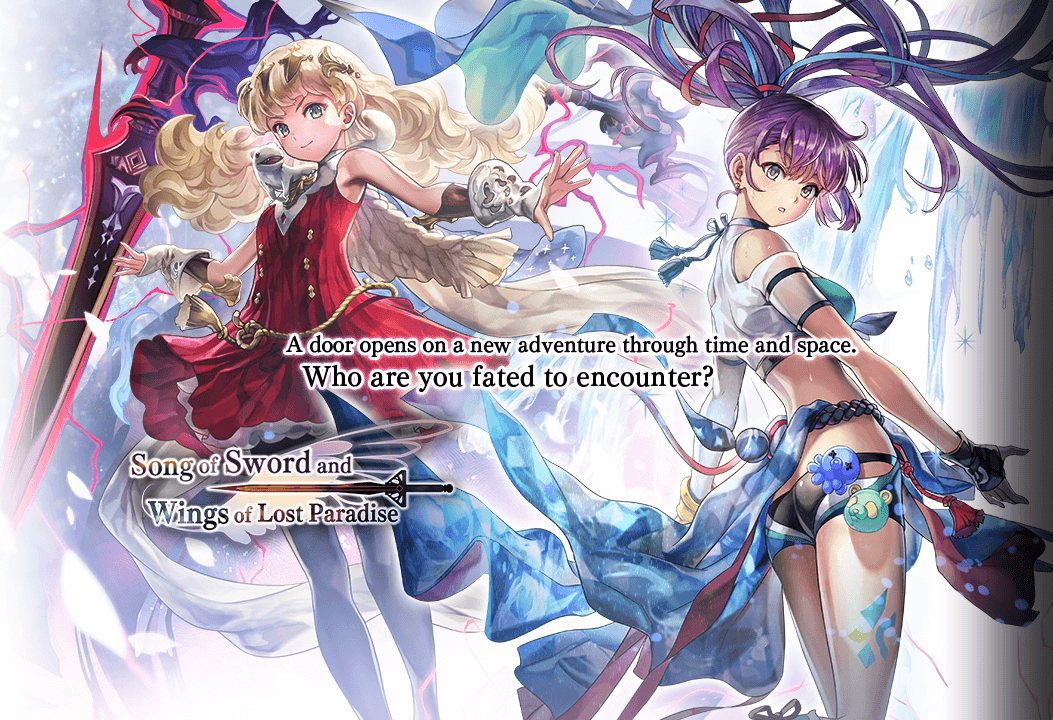 A door opens on a new adventure through time and space.
Who are you fated to encounter?
Song of Sword and
Wings of Lost Paradise